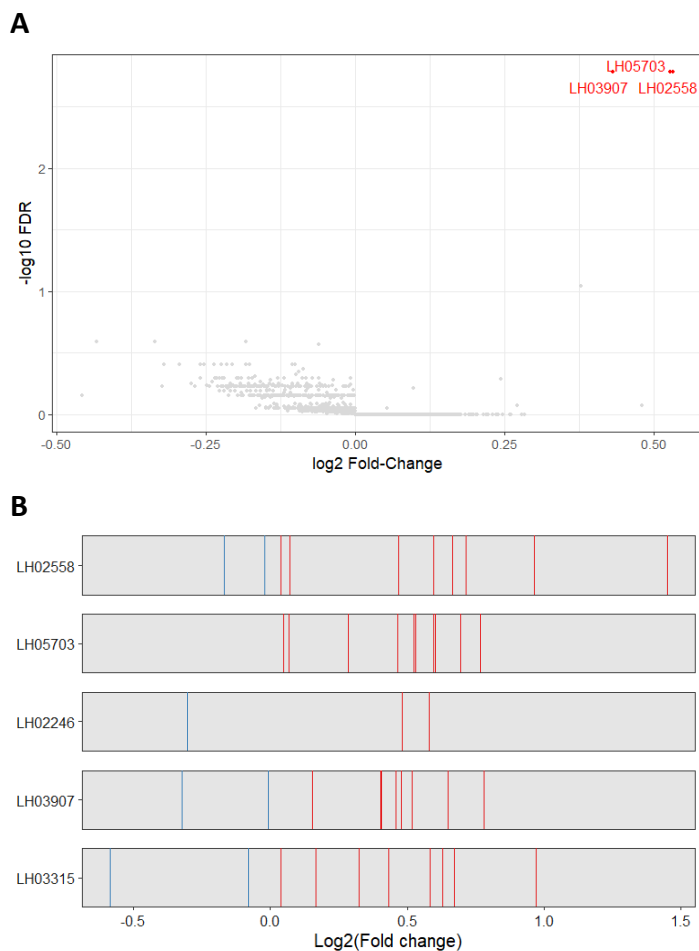 A
LH05703
LH03907 LH02558
2
1
0
-log10 FDR
-0.50 -0.25 0.00 0.25 0.50
log2 Fold-Change
B
LH02558
LH05703
LH02246
LH03907
LH03315
-0.5 0.0 0.5 1.0 1.5
Log2(Fold change)